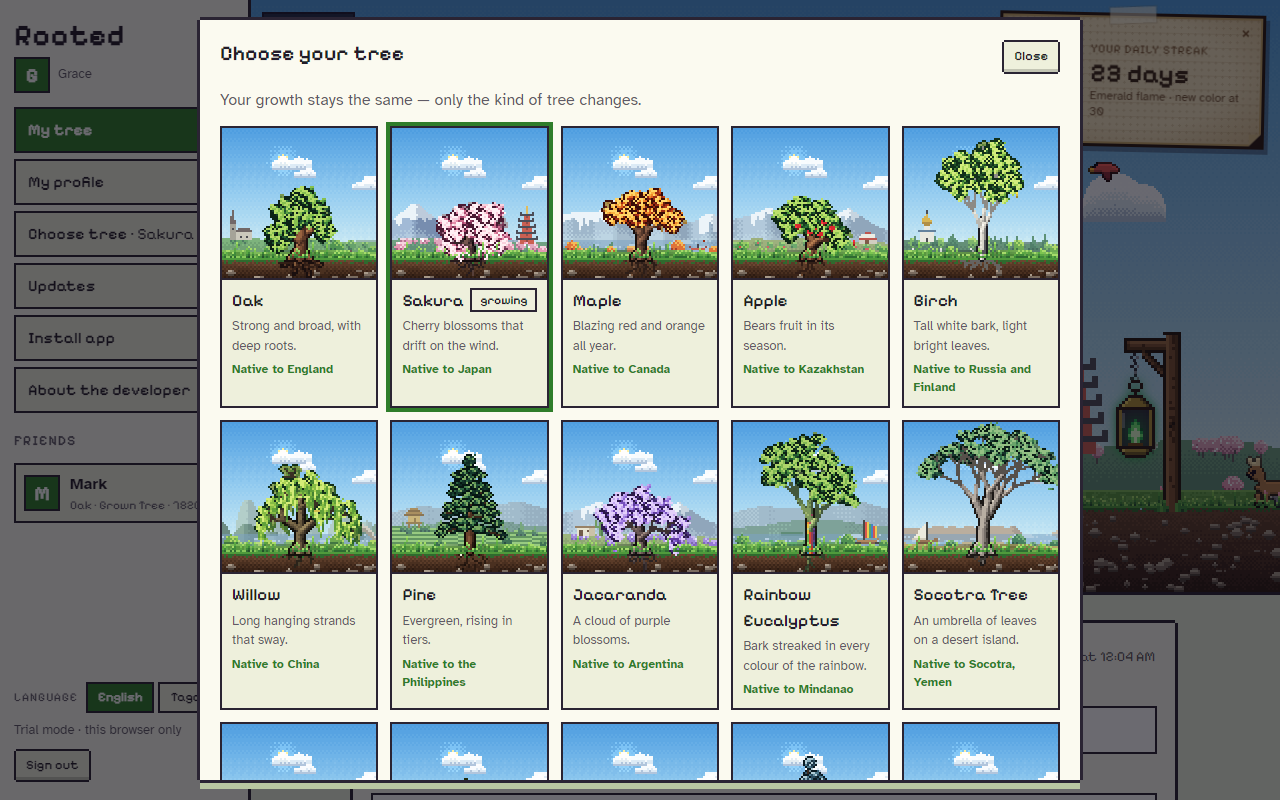 Rooted
G
Grace
My tree
My profile
Choose tree · Sakura
Updates
Install app
About the developer
FRIENDS
M
Mark
Oak · Grown Tree ·
LANGUAGE
English
Trial mode · this browser only
Sign out
Choose your tree
Close
Your growth stays the same — only the kind of tree changes.
Oak
Strong and broad, with
deep roots.
Native to England
Sakura
growing
Cherry blossoms that
drift on the wind.
Native to Japan
Maple
Blazing red and orange
all year.
Native to Canada
Apple
Bears fruit in its
season.
Native to Kazakhstan
Birch
Tall white bark, light
bright leaves.
Native to Russia and
Finland
Willow
Long hanging strands
that sway.
Native to China
Pine
Evergreen, rising in
tiers.
Native to the
Philippines
Jacaranda
A cloud of purple
blossoms.
Native to Argentina
Rainbow
Eucalyptus
Bark streaked in every
colour of the rainbow.
Native to Mindanao
Socotra Tree
An umbrella of leaves
on a desert island.
Native to Socotra,
Yemen
YOUR DAILY STREAK
×
23 days
Emerald flame · new color at
30
at 12:04 AM